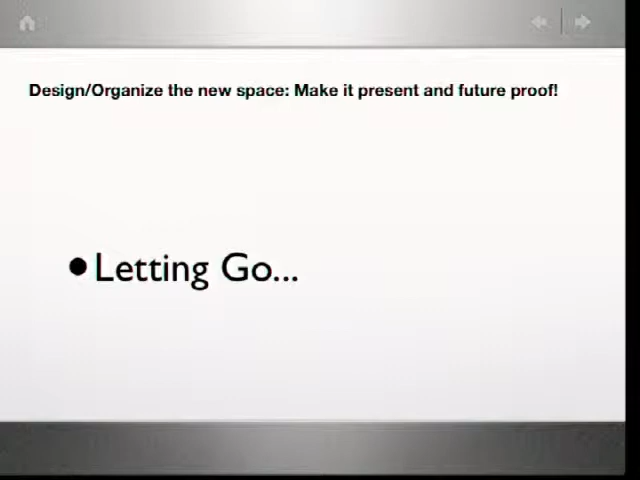 Design/Organize the new space: Make it present and future proof!
•Letting Go...